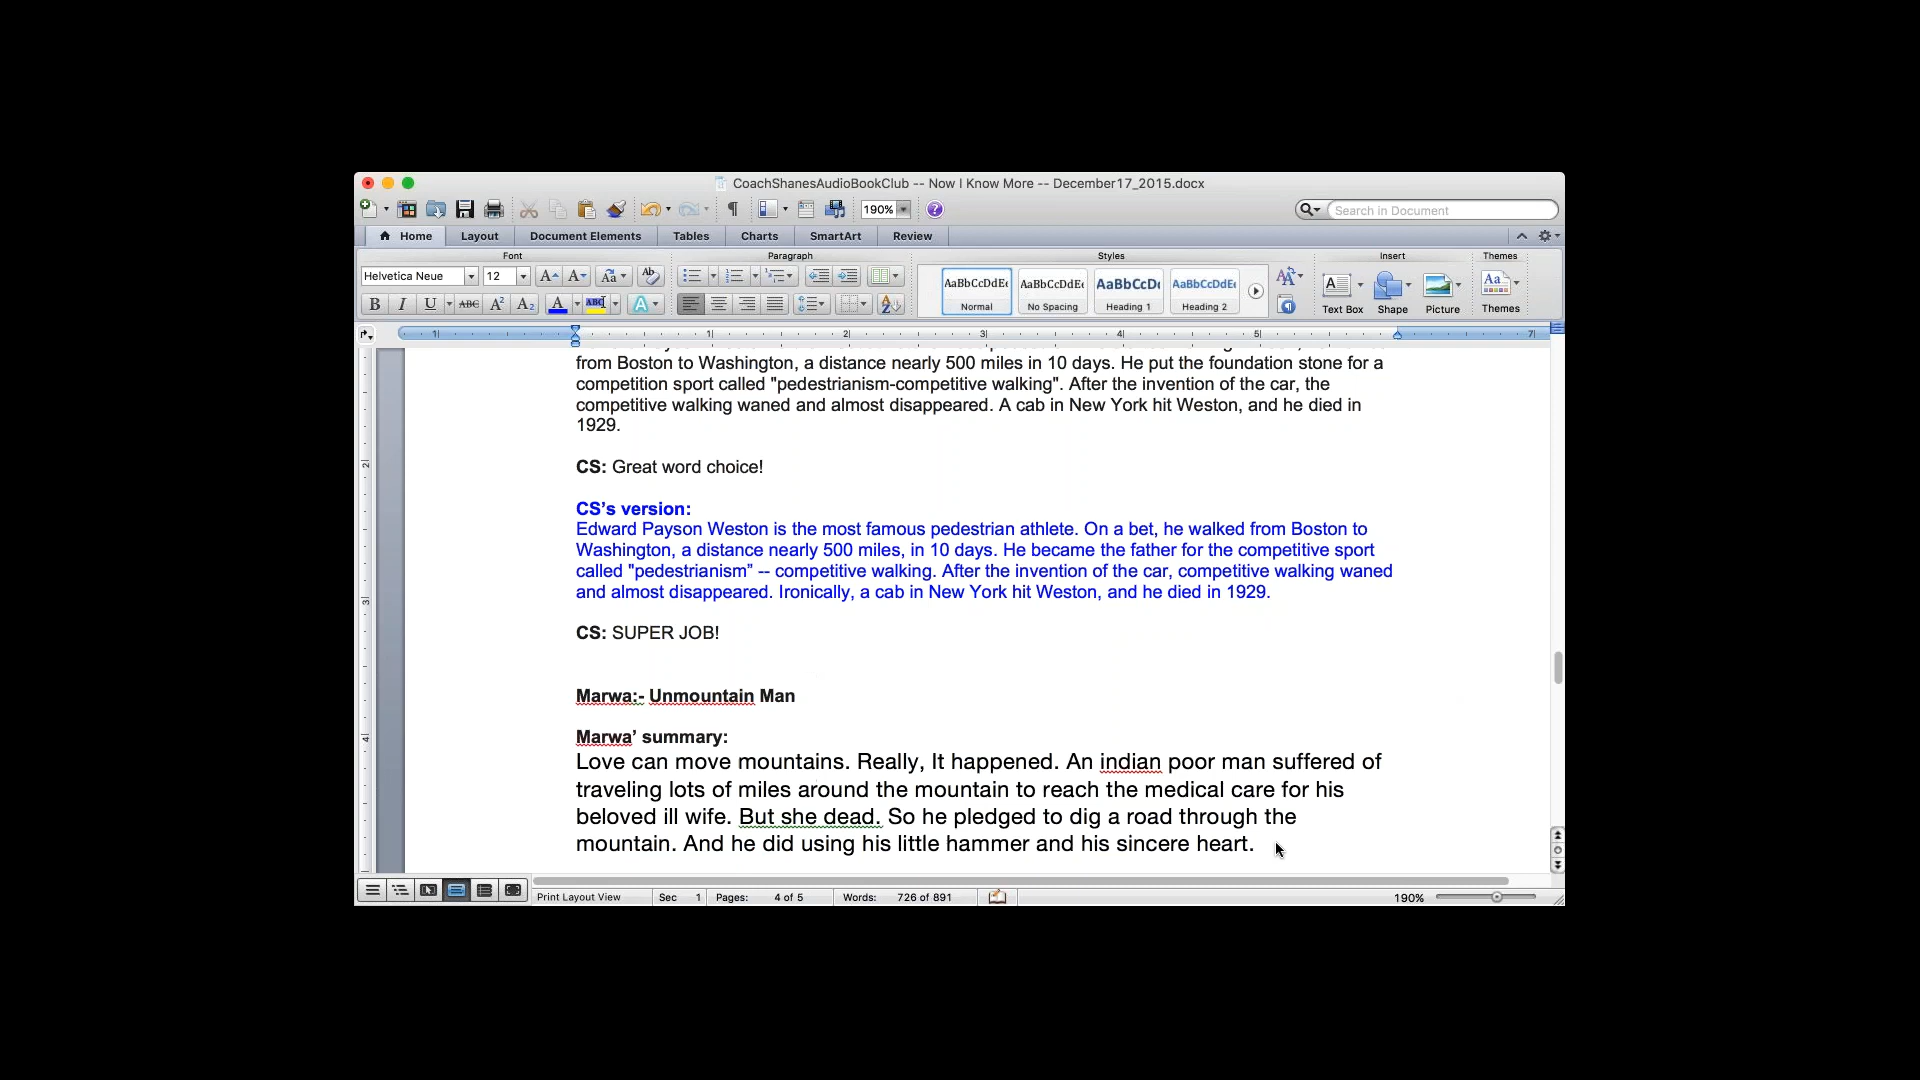 CoachShanesAudioBookClub -- Now I Know More -- December17_2015.docx
190%
Search in Document
Home Layout Document Elements Tables Charts SmartArt Review
Font Paragraph Styles Insert Themes
Helvetica Neue 12
AaBbCcDdEe AaBbCcDdEe AaBbCcDc AaBbCcDdEe
Normal No Spacing Heading 1 Heading 2
Text Box Shape Picture Themes
from Boston to Washington, a distance nearly 500 miles in 10 days. He put the foundation stone for a
competition sport called "pedestrianism-competitive walking". After the invention of the car, the
competitive walking waned and almost disappeared. A cab in New York hit Weston, and he died in
1929.
CS: Great word choice!
CS’s version:
Edward Payson Weston is the most famous pedestrian athlete. On a bet, he walked from Boston to
Washington, a distance nearly 500 miles, in 10 days. He became the father for the competitive sport
called "pedestrianism” -- competitive walking. After the invention of the car, competitive walking waned
and almost disappeared. Ironically, a cab in New York hit Weston, and he died in 1929.
CS: SUPER JOB!
Marwa:- Unmountain Man
Marwa’ summary:
Love can move mountains. Really, It happened. An indian poor man suffered of
traveling lots of miles around the mountain to reach the medical care for his
beloved ill wife. But she dead. So he pledged to dig a road through the
mountain. And he did using his little hammer and his sincere heart.
Print Layout View Sec 1 Pages: 4 of 5 Words: 726 of 891 190%